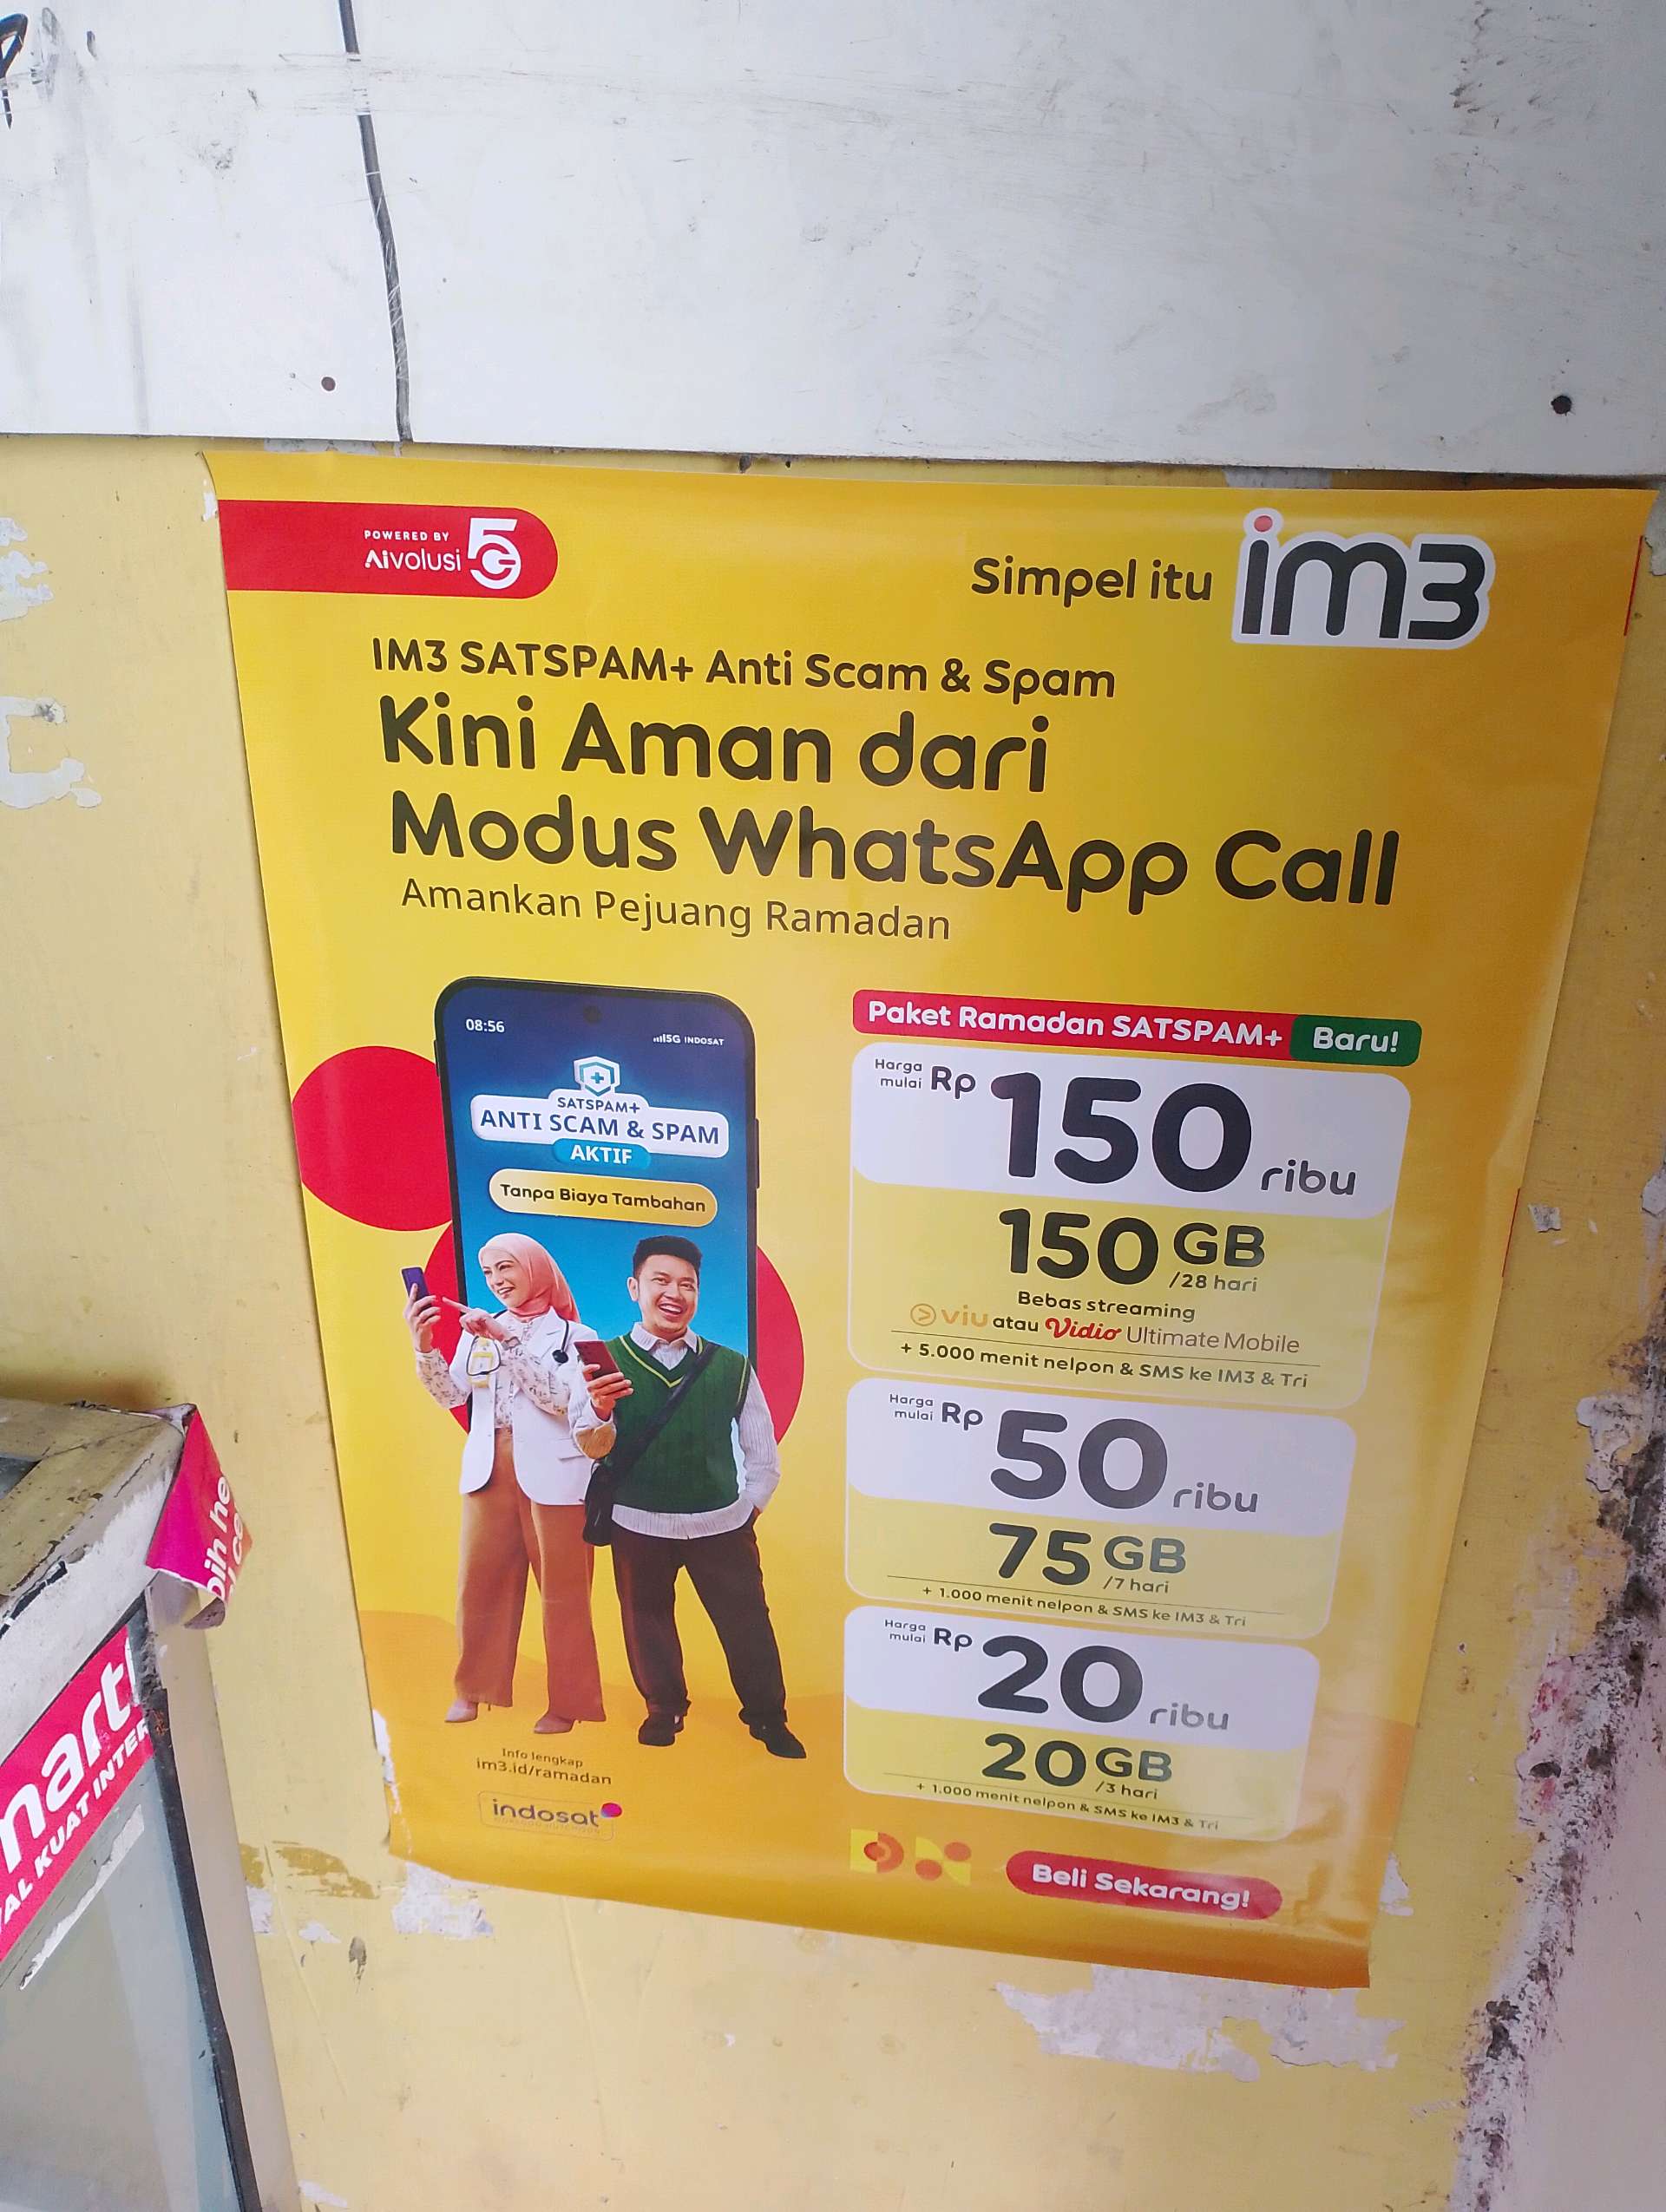 POWERED BY
Aivolusi 5G
Simpel itu im3
IM3 SATSPAM+ Anti Scam & Spam
Kini Aman dari
Modus WhatsApp Call
Amankan Pejuang Ramadan
08:56
5G INDOSAT
SATSPAM+
ANTI SCAM & SPAM
AKTIF
Tanpa Biaya Tambahan
Info lengkap
im3.id/ramadan
indosat
Paket Ramadan SATSPAM+ Baru!
Harga
mulai Rp 150 ribu
150 GB
/28 hari
Bebas streaming
viu atau Vidio Ultimate Mobile
+ 5.000 menit nelpon & SMS ke IM3 & Tri
Harga
mulai Rp 50 ribu
75 GB
/7 hari
+ 1.000 menit nelpon & SMS ke IM3 & Tri
Harga
mulai Rp 20 ribu
20 GB
/3 hari
+ 1.000 menit nelpon & SMS ke IM3 & Tri
Beli Sekarang!
pih he
mart
AL KUAT INTER